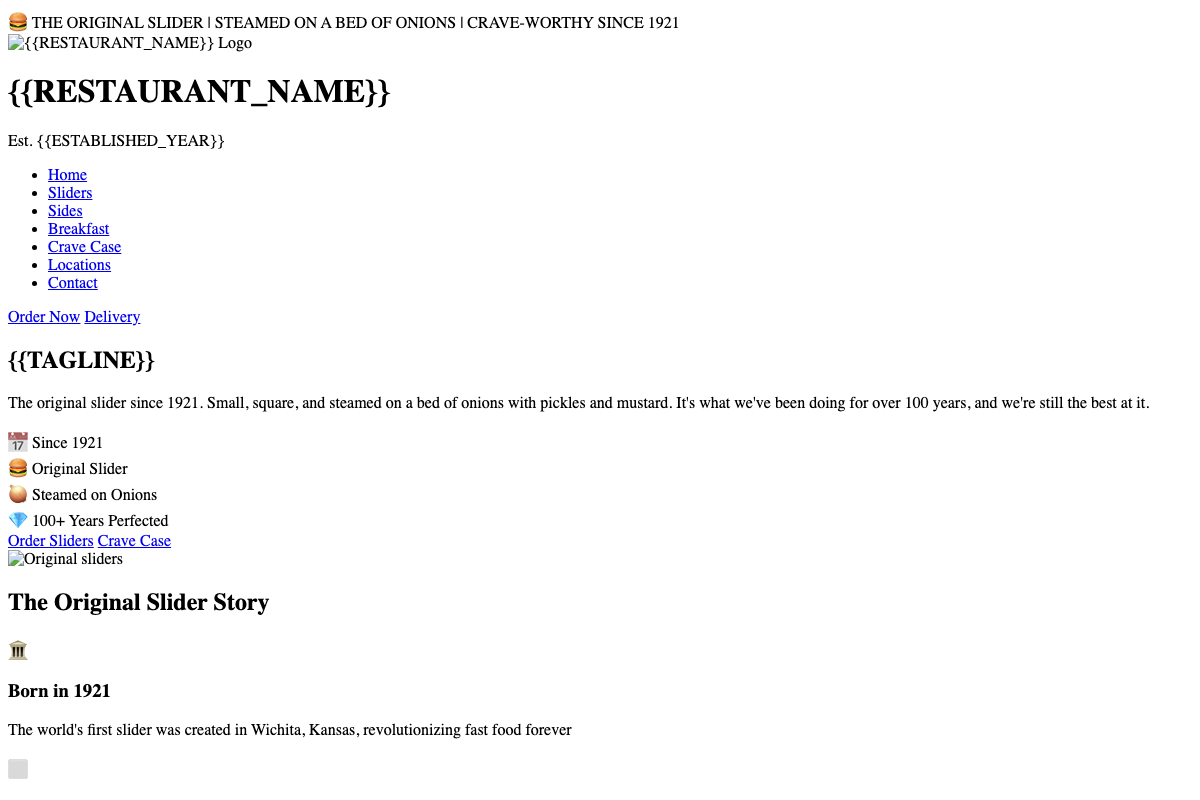 🍔 THE ORIGINAL SLIDER | STEAMED ON A BED OF ONIONS | CRAVE-WORTHY SINCE 1921
{{RESTAURANT_NAME}} Logo
{{RESTAURANT_NAME}}
Est. {{ESTABLISHED_YEAR}}
Home
Sliders
Sides
Breakfast
Crave Case
Locations
Contact
Order Now Delivery
{{TAGLINE}}
The original slider since 1921. Small, square, and steamed on a bed of onions with pickles and mustard. It's what we've been doing for over 100 years, and we're still the best at it.
📅 Since 1921
🍔 Original Slider
🧅 Steamed on Onions
💎 100+ Years Perfected
Order Sliders Crave Case
Original sliders
The Original Slider Story
🏛️
Born in 1921
The world's first slider was created in Wichita, Kansas, revolutionizing fast food forever